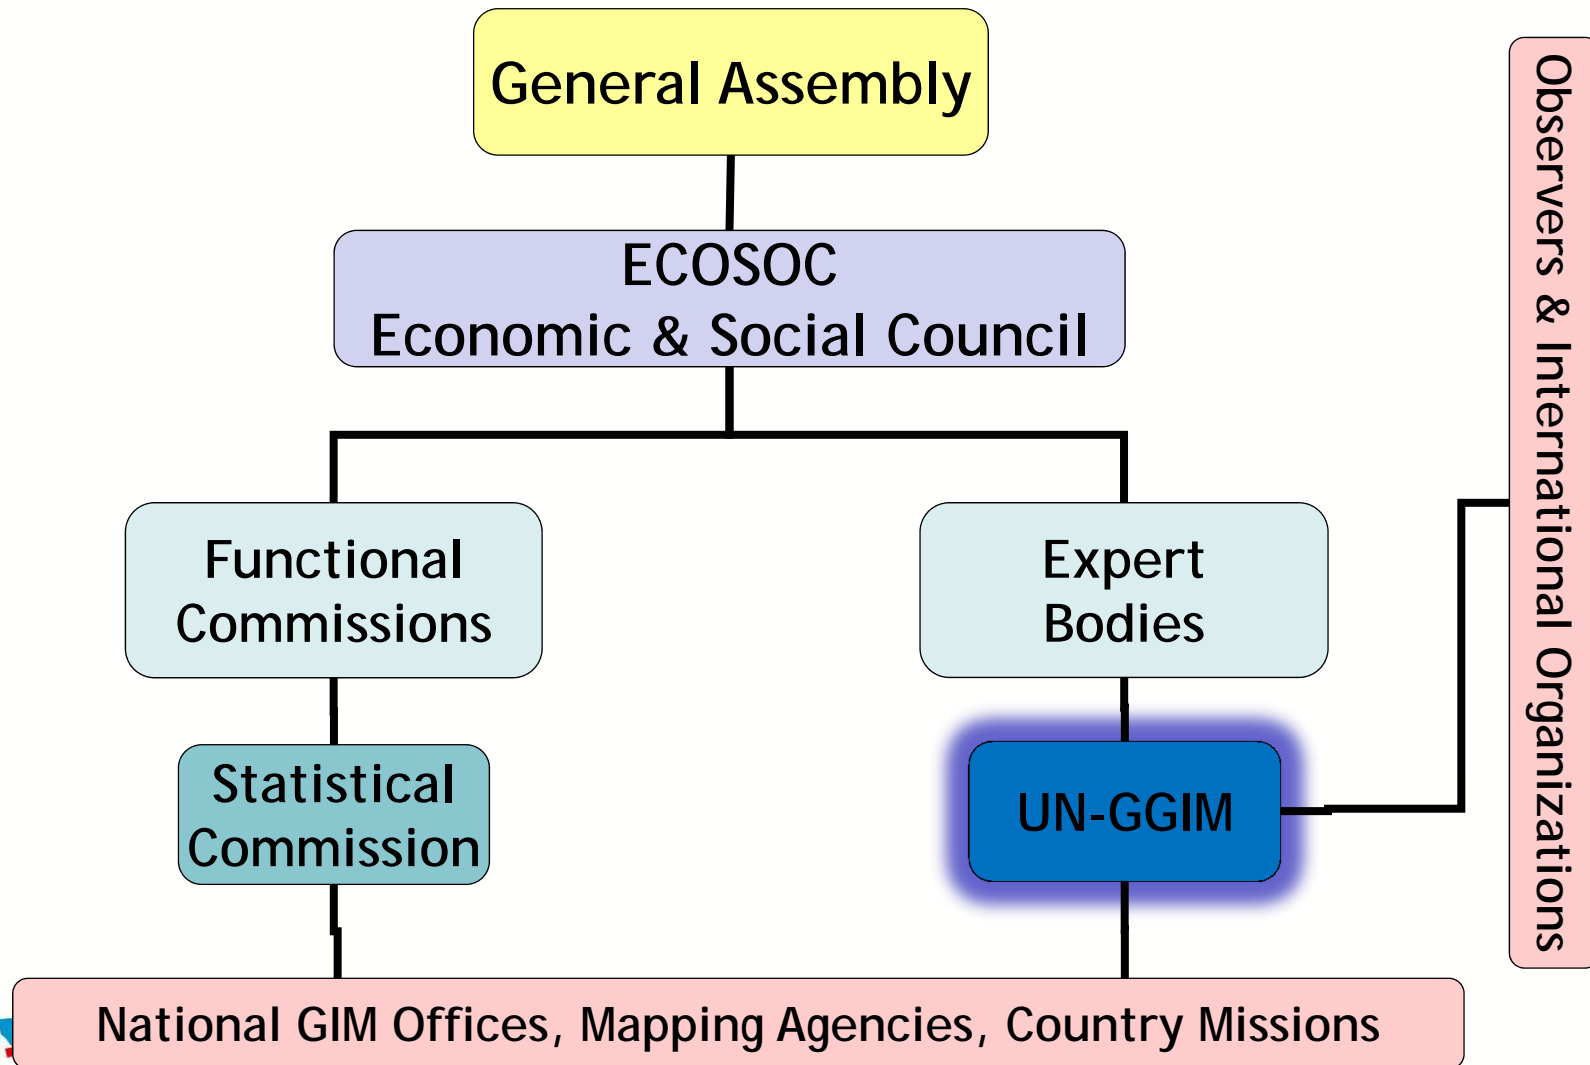 General Assembly
ECOSOC
Economic & Social Council
Functional
Commissions
Expert
Bodies
Statistical
Commission
UN-GGIM
National GIM Offices, Mapping Agencies, Country Missions
Observers & International Organizations